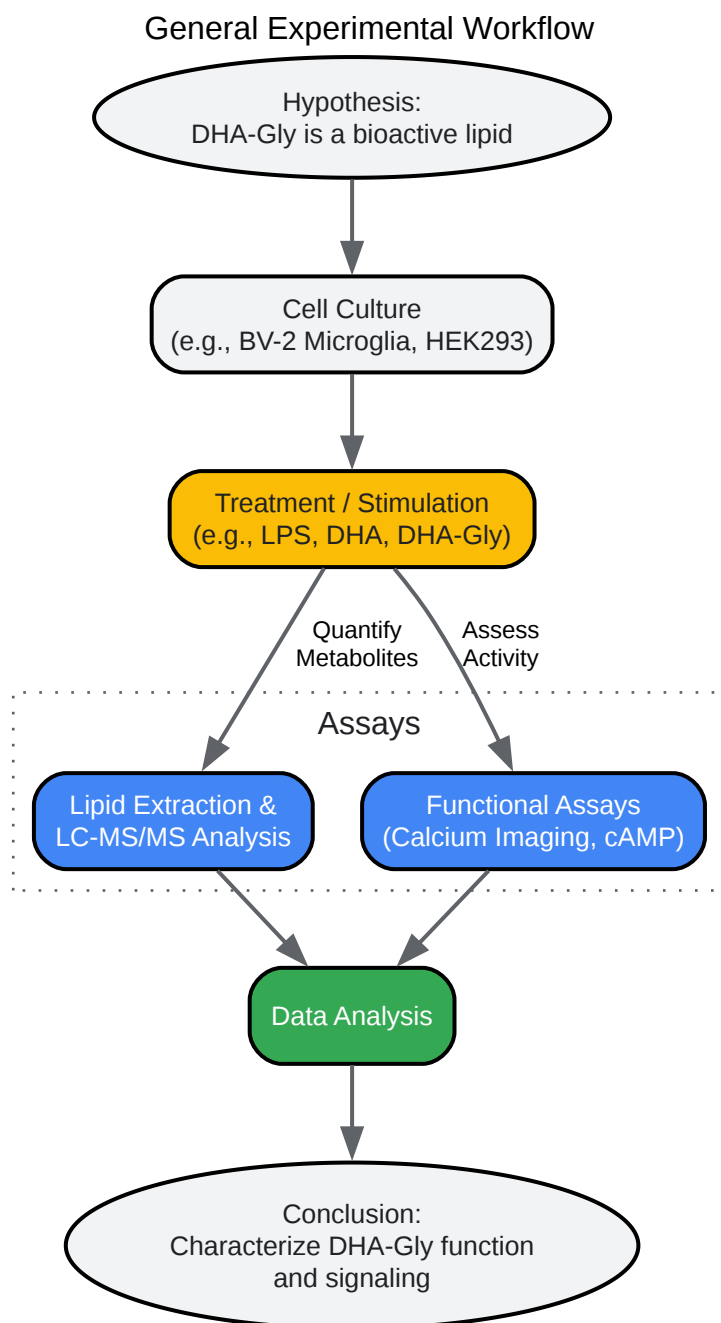 General Experimental Workflow
Hypothesis:
DHA-Gly is a bioactive lipid
Cell Culture
(e.g., BV-2 Microglia, HEK293)
Treatment / Stimulation
(e.g., LPS, DHA, DHA-Gly)
Quantify
Metabolites
Assess
Activity
Assays
Lipid Extraction &
LC-MS/MS Analysis
Functional Assays
(Calcium Imaging, cAMP)
Data Analysis
Conclusion:
Characterize DHA-Gly function
and signaling